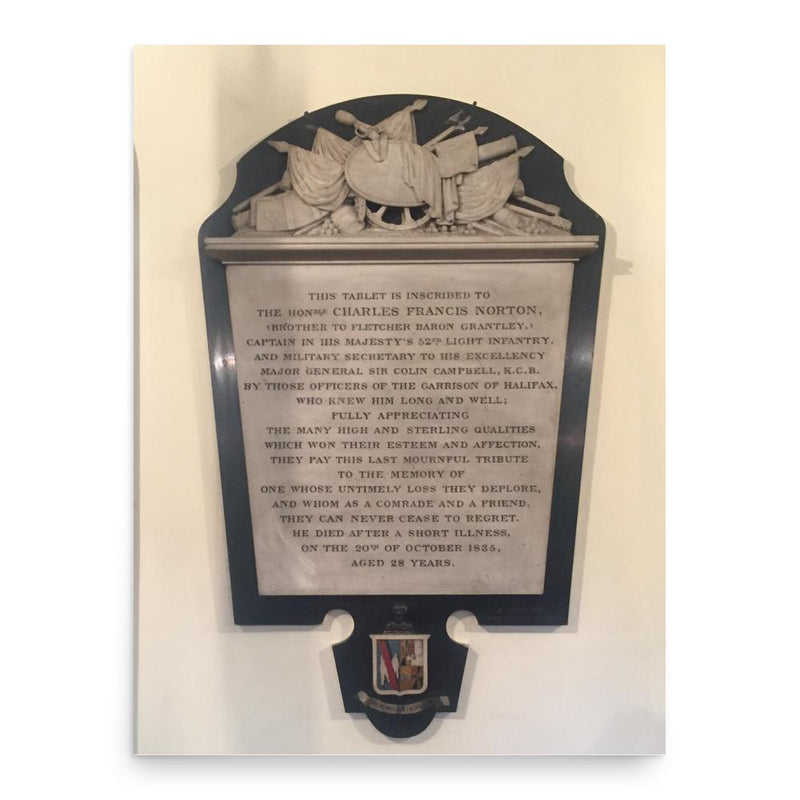 THIS TABLET IS INSCRIBED TO
THE HONBLE CHARLES FRANCIS NORTON,
(BROTHER TO FLETCHER BARON GRANTLEY,)
CAPTAIN IN HIS MAJESTY'S 52ND LIGHT INFANTRY,
AND MILITARY SECRETARY TO HIS EXCELLENCY
MAJOR GENERAL SIR COLIN CAMPBELL, K.C.B.
BY THOSE OFFICERS OF THE GARRISON OF HALIFAX,
WHO KNEW HIM LONG AND WELL;
FULLY APPRECIATING
THE MANY HIGH AND STERLING QUALITIES
WHICH WON THEIR ESTEEM AND AFFECTION,
THEY PAY THIS LAST MOURNFUL TRIBUTE
TO THE MEMORY OF
ONE WHOSE UNTIMELY LOSS THEY DEPLORE,
AND WHOM AS A COMRADE AND A FRIEND,
THEY CAN NEVER CEASE TO REGRET.
HE DIED AFTER A SHORT ILLNESS,
ON THE 20TH OF OCTOBER 1835,
AGED 28 YEARS.